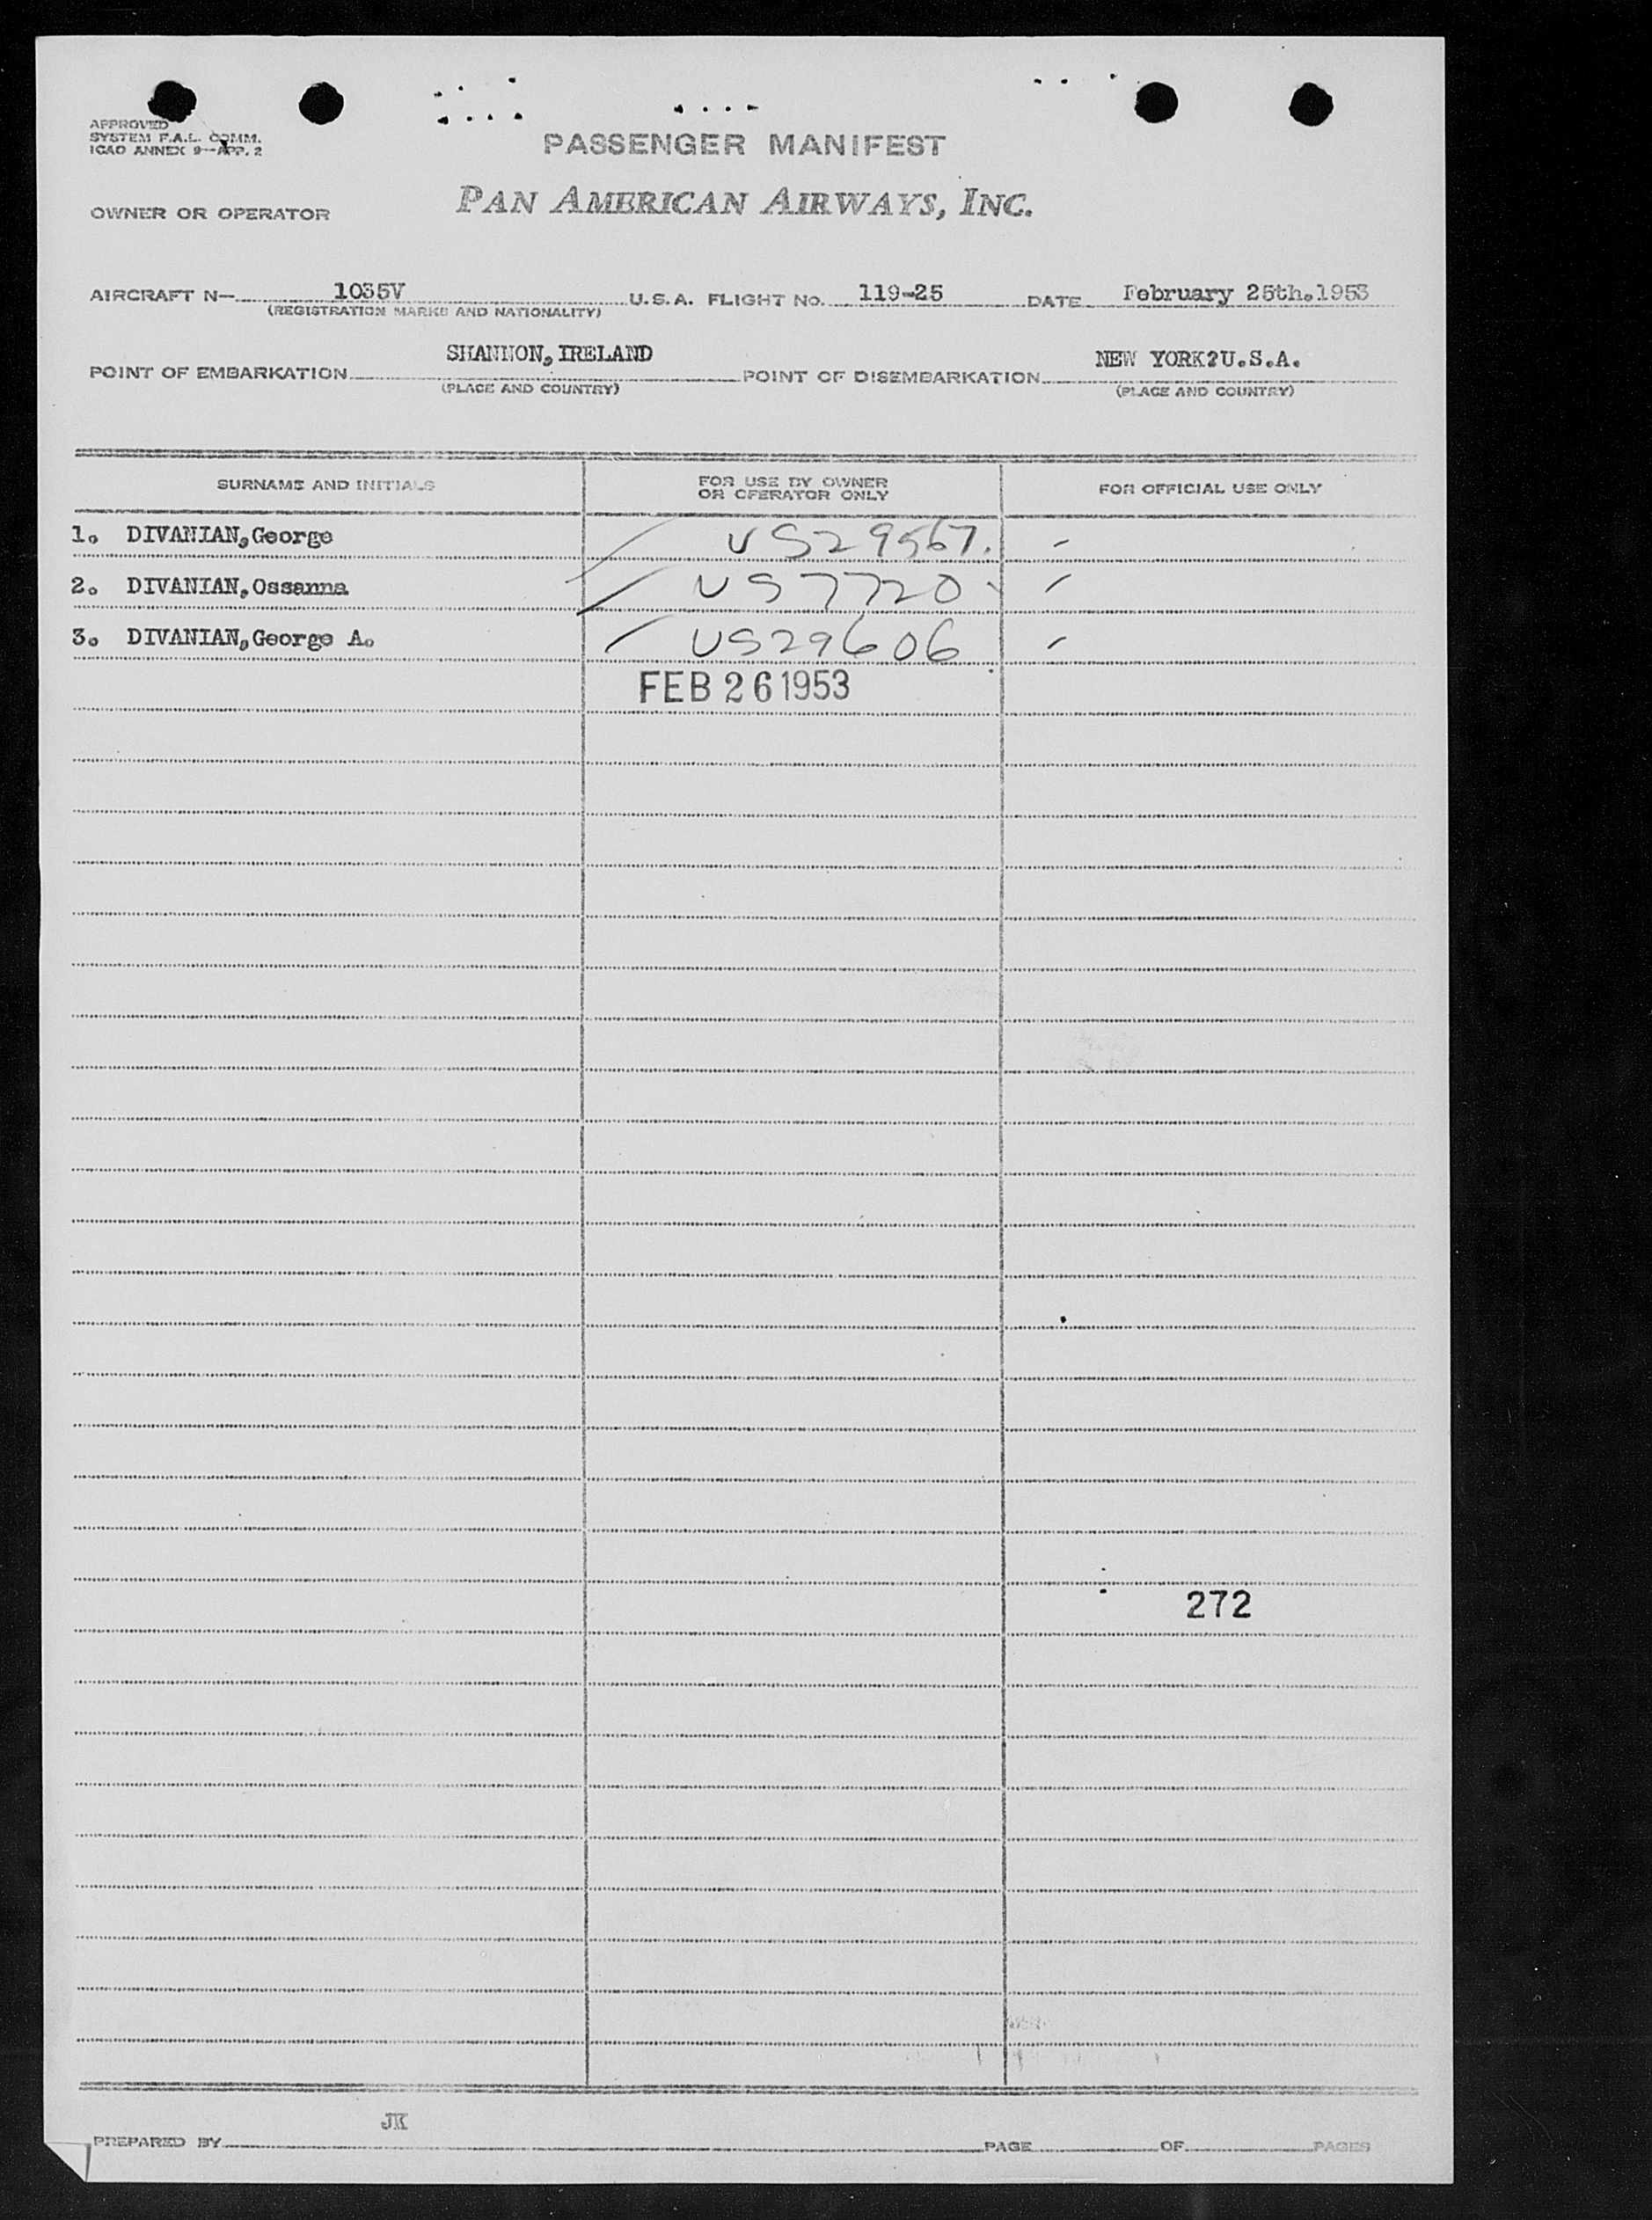 APPROVED
SYSTEM F.A.L. COMM.
ICAO ANNEX 9—APP. 2
PASSENGER MANIFEST
OWNER OR OPERATOR PAN AMERICAN AIRWAYS, INC.
AIRCRAFT N— 1035V U.S.A. FLIGHT NO. 119-25 DATE February 25th.1953
(REGISTRATION MARKS AND NATIONALITY)
POINT OF EMBARKATION SHANNON, IRELAND POINT OF DISEMBARKATION NEW YORK?U.S.A.
(PLACE AND COUNTRY) (PLACE AND COUNTRY)
SURNAME AND INITIALS FOR USE BY OWNER OR OPERATOR ONLY FOR OFFICIAL USE ONLY
1. DIVANIAN,George US29567.
2. DIVANIAN,Ossanna US7720
3. DIVANIAN,George A. US29606
FEB 26 1953
272
JK
PREPARED BY PAGE OF PAGES